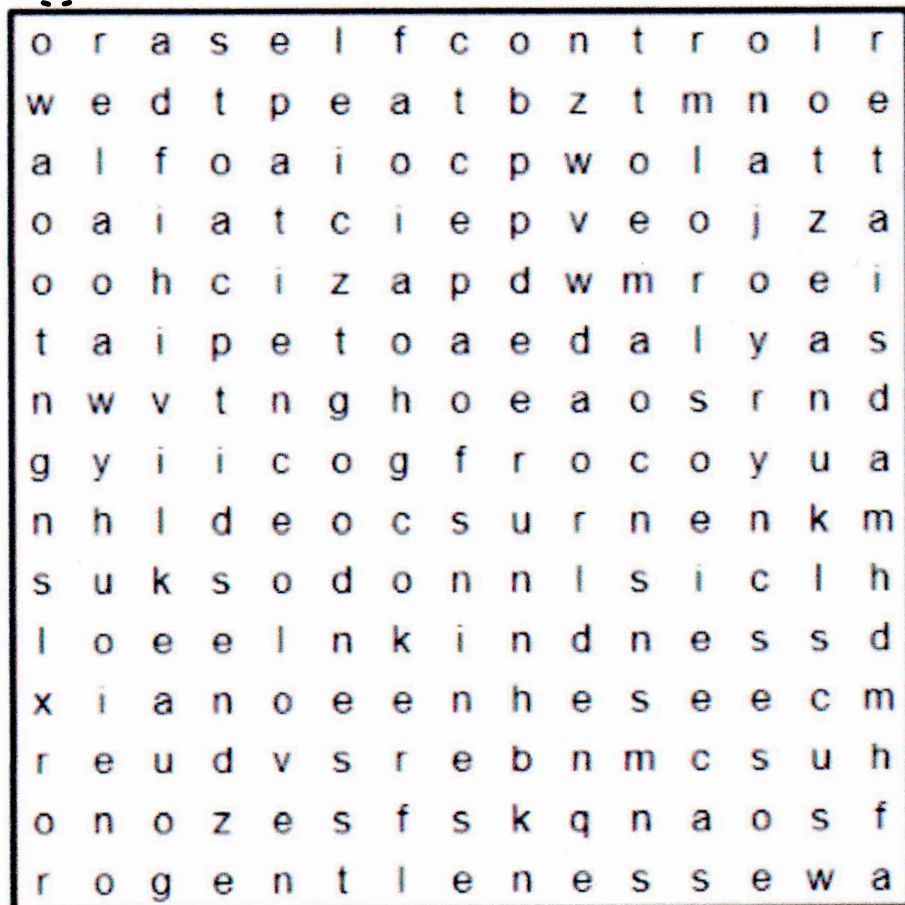 o r a s e l f c o n t r o l r
w e d t p e a t b z t m n o e
a l f o a i o c p w o l a t t
o a i a t c i e p v e o j z a
o o h c i z a p d w m r o e i
t a i p e t o a e d a l y a s
n w v t n g h o e a o s r n d
g y i i c o g f r o c o y u a
n h l d e o c s u r n e n k m
s u k s o d o n n l s i c l h
l o e e l n k i n d n e s s d
x i a n o e e n h e s e e c m
r e u d v s r e b n m c s u h
o n o z e s f s k q n a o s f
r o g e n t l e n e s s e w a